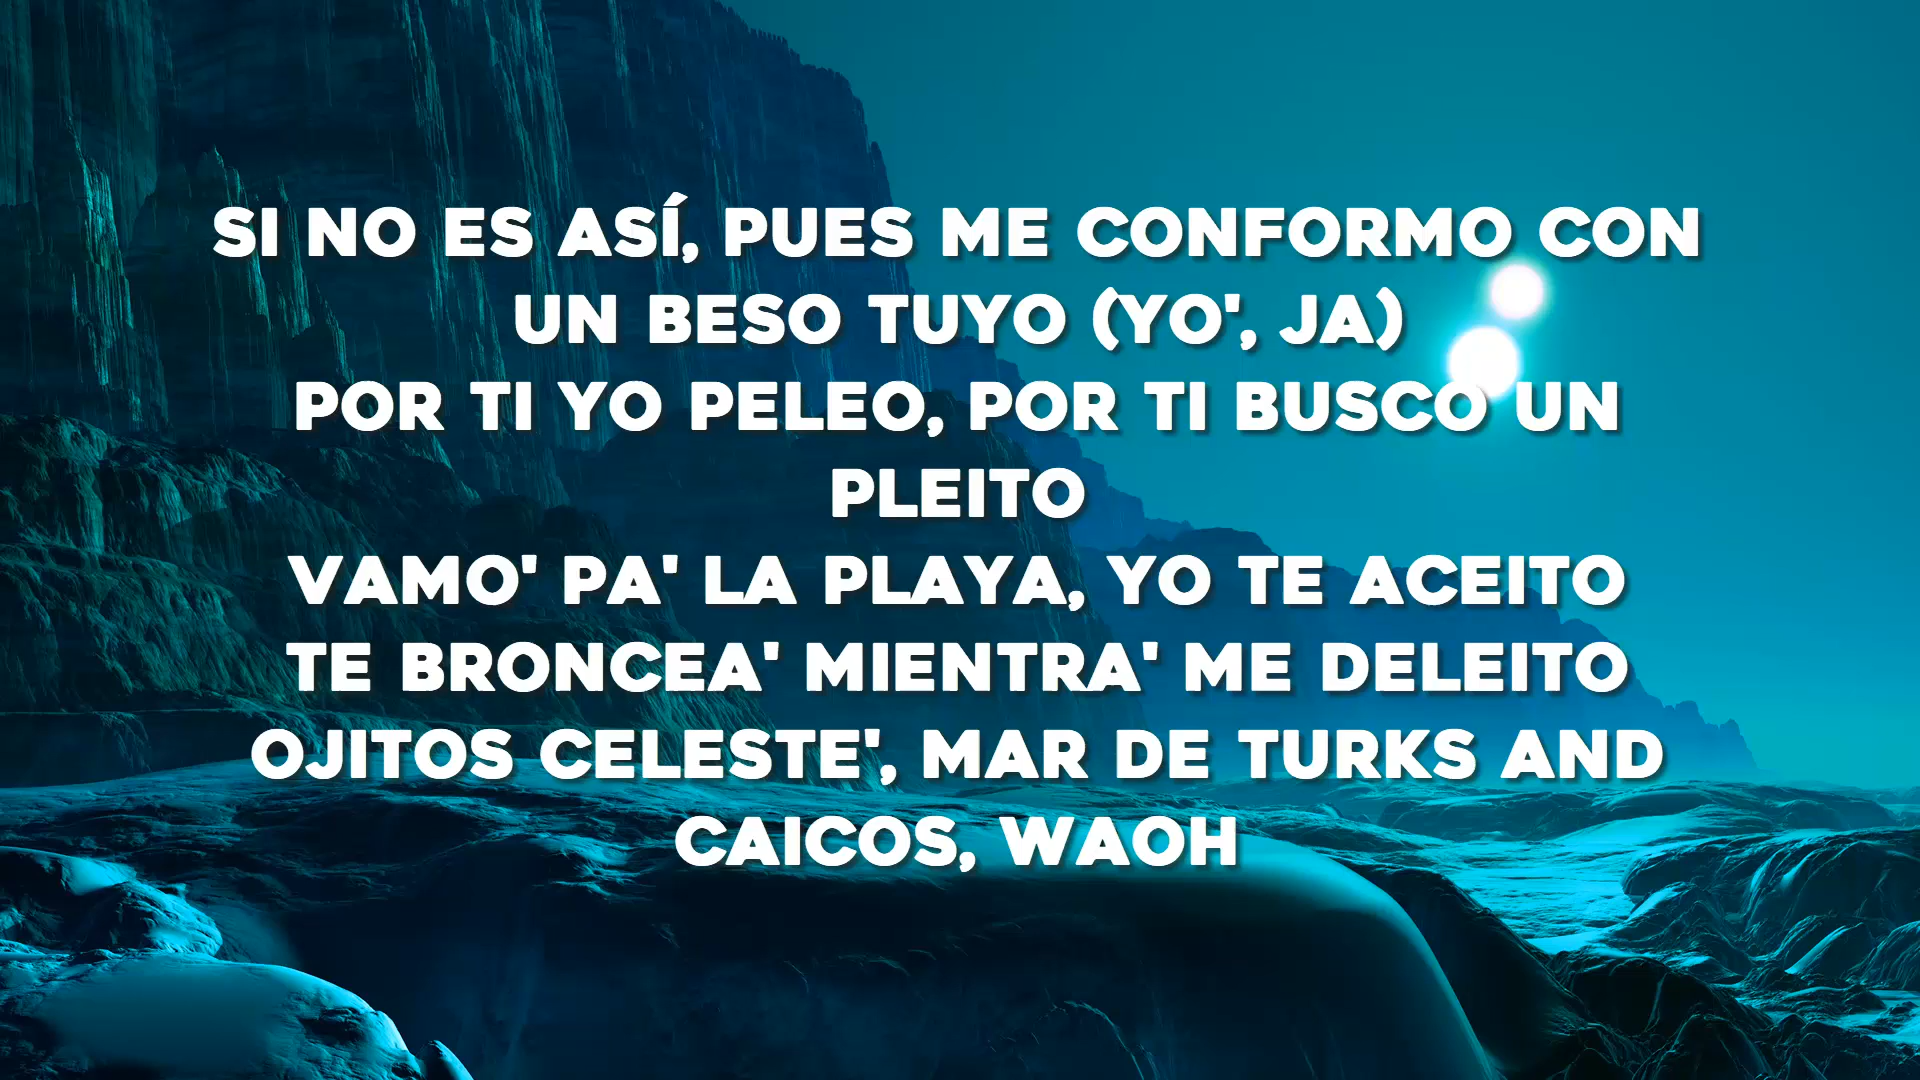 SI NO ES ASÍ, PUES ME CONFORMO CON
UN BESO TUYO (YO', JA)
POR TI YO PELEO, POR TI BUSCO UN
PLEITO
VAMO' PA' LA PLAYA, YO TE ACEITO
TE BRONCEA' MIENTRA' ME DELEITO
OJITOS CELESTE', MAR DE TURKS AND
CAICOS, WAOH